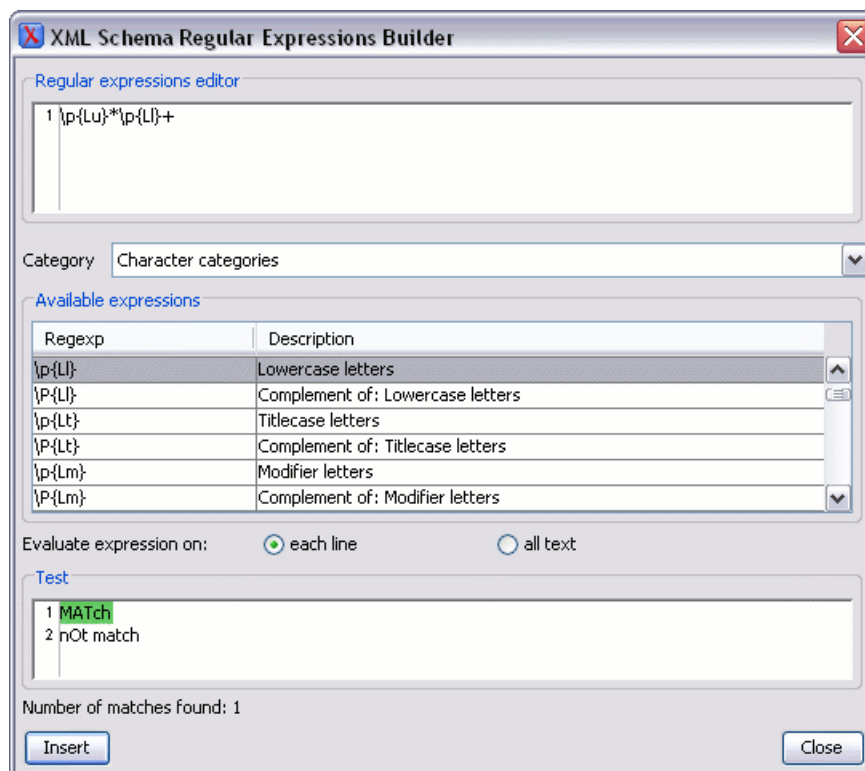 XML Schema Regular Expressions Builder
Regular expressions editor
1 \p{Lu}*\p{Ll}+
Category Character categories
Available expressions
Regexp Description
\p{Ll} Lowercase letters
\P{Ll} Complement of: Lowercase letters
\p{Lt} Titlecase letters
\P{Lt} Complement of: Titlecase letters
\p{Lm} Modifier letters
\P{Lm} Complement of: Modifier letters
Evaluate expression on: each line all text
Test
1 MATch
2 nOt match
Number of matches found: 1
Insert Close